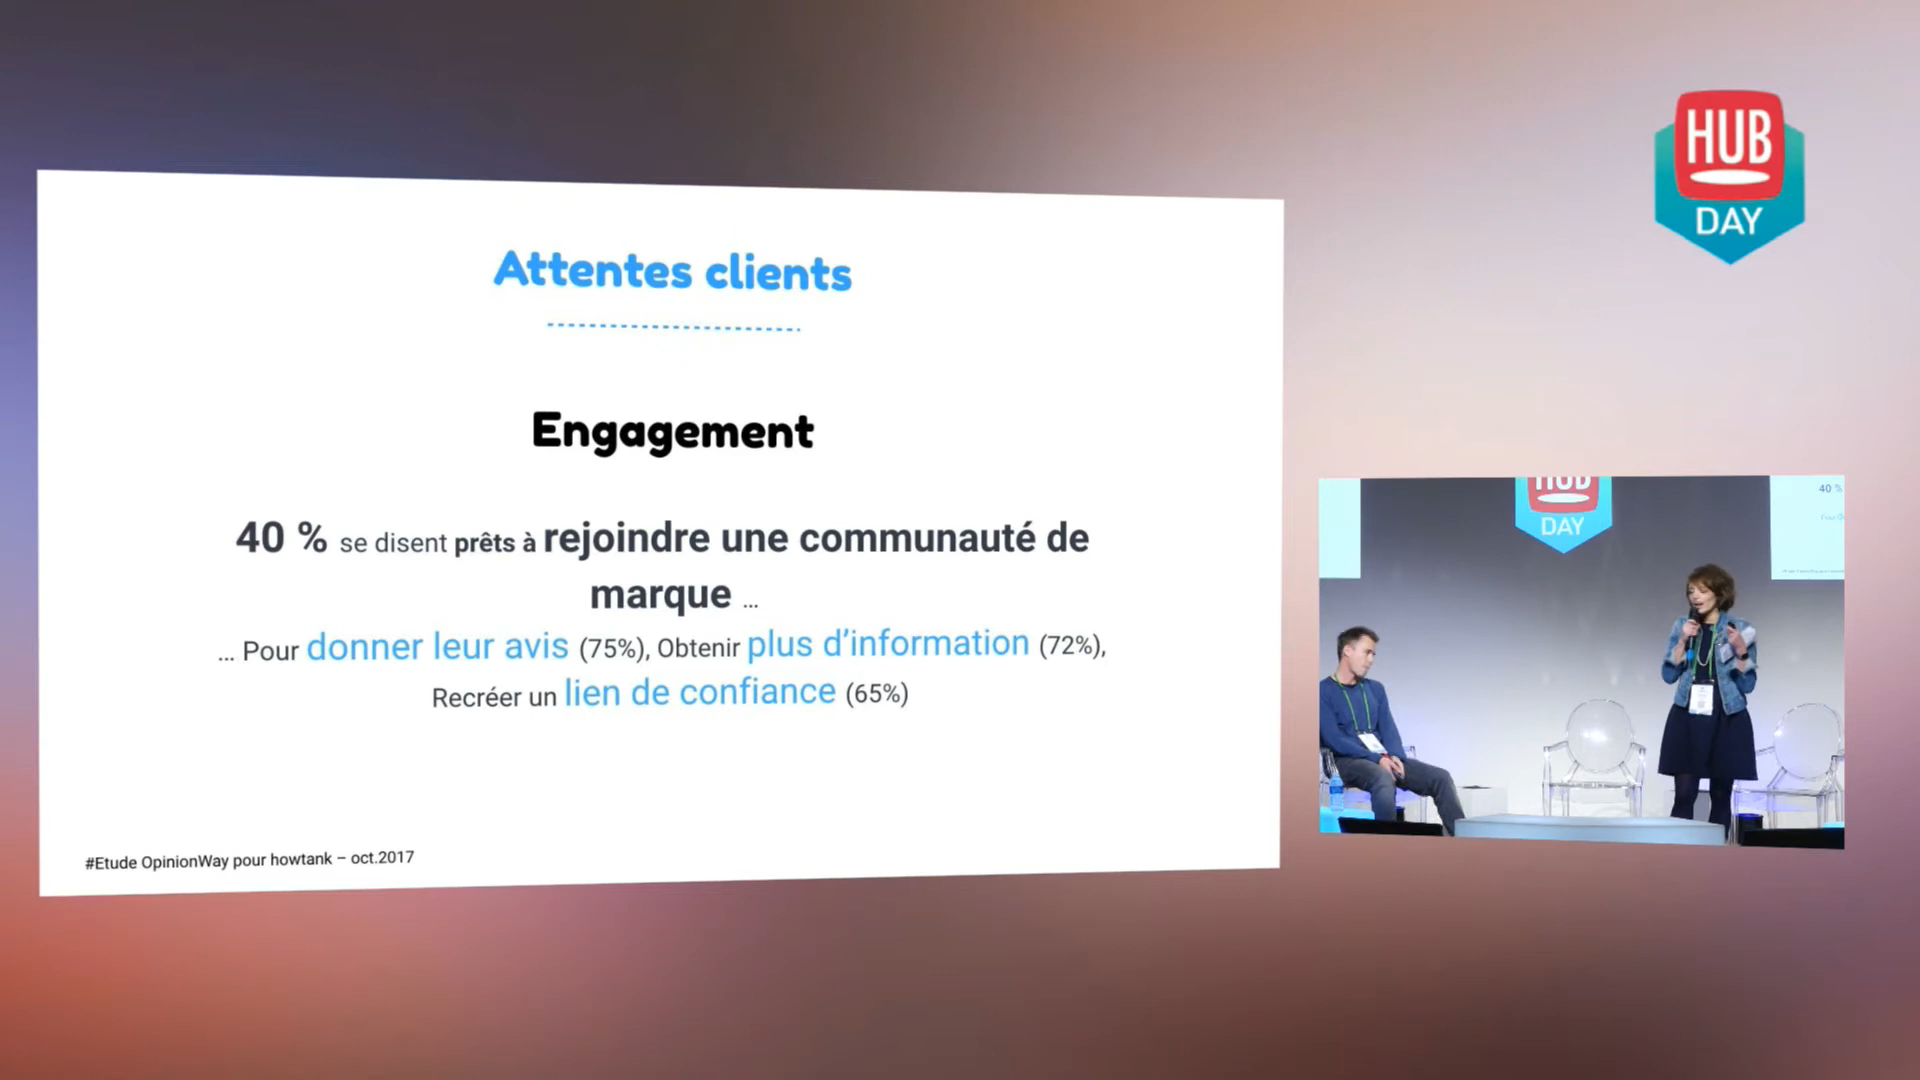 HUB
DAY
Attentes clients
Engagement
40 % se disent prêts à rejoindre une communauté de
marque ...
... Pour donner leur avis (75%), Obtenir plus d’information (72%),
Recréer un lien de confiance (65%)
#Etude OpinionWay pour howtank – oct.2017
HUB
DAY
40 %